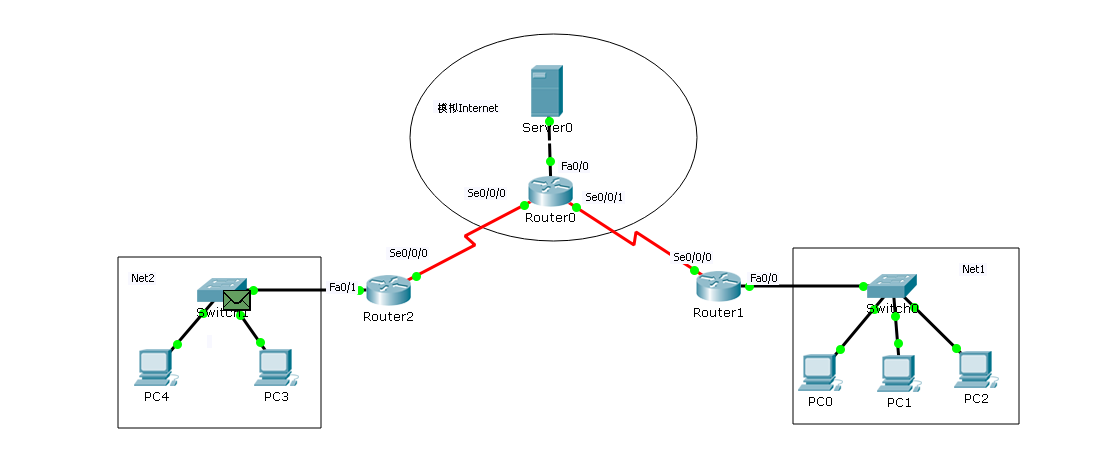 模拟Internet
Server0
Fa0/0
Se0/0/0
Se0/0/1
Router0
Se0/0/0
Se0/0/0
Net2
Net1
Fa0/1
Fa0/0
Switch1
Router2
Router1
Switch0
PC4
PC3
PC0
PC1
PC2